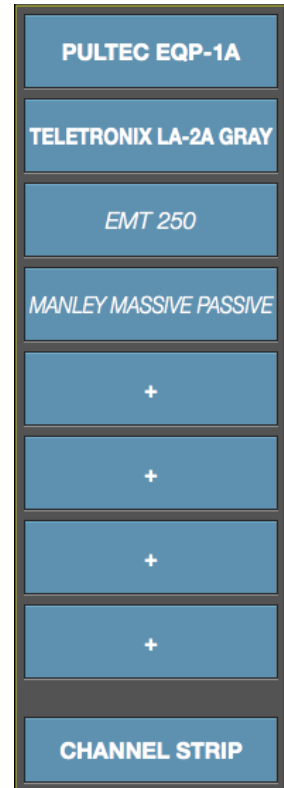 PULTEC EQP-1A
TELETRONIX LA-2A GRAY
EMT 250
MANLEY MASSIVE PASSIVE
+
+
+
+
CHANNEL STRIP